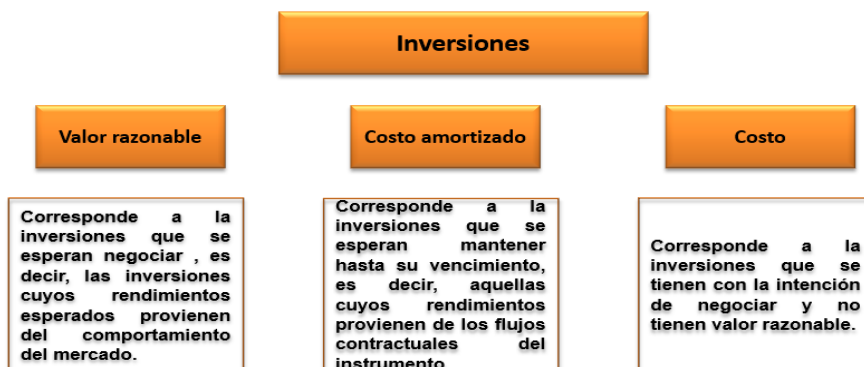 Inversiones
Valor razonable
Costo amortizado
Costo
Corresponde a la
inversiones que se
esperan negociar , es
decir, las inversiones
cuyos rendimientos
esperados provienen
del comportamiento
del mercado.
Corresponde a la
inversiones que se
esperan mantener
hasta su vencimiento,
es decir, aquellas
cuyos rendimientos
provienen de los flujos
contractuales del
instrumento
Corresponde a la
inversiones que se
tienen con la intención
de negociar y no
tienen valor razonable.